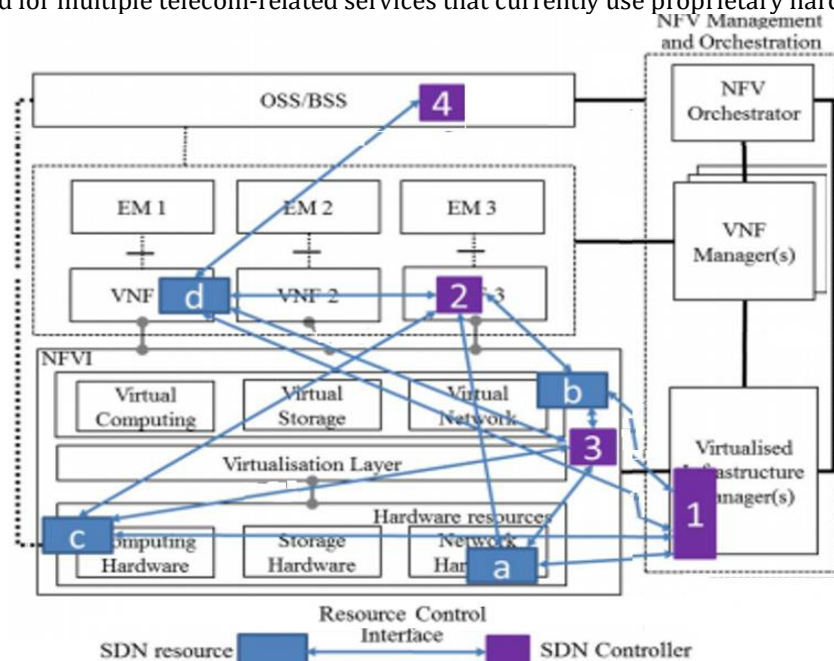 d for multiple telecom-related services that currently use proprietary hard
NFV Management
and Orchestration
OSS/BSS
4
NFV
Orchestrator
EM 1
EM 2
EM 3
VNF
Manager(s)
VNF
d
VNF 2
2
3
NFVI
Virtual
Computing
Virtual
Storage
Virtual
Network
b
3
Virtualisation Layer
Virtualised
Infrastructure
anager(s)
1
Hardware resources
c
omputing
Hardware
Storage
Hardware
Network
Har
a
Resource Control
Interface
SDN resource
SDN Controller